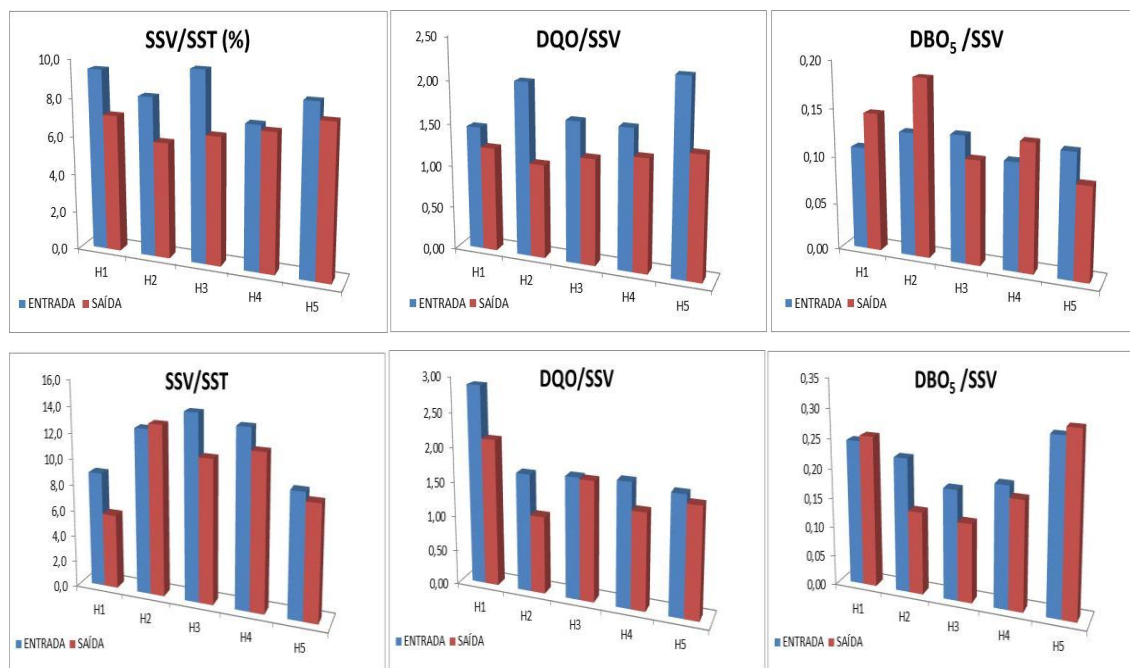 SSV/SST (%)
10,0
8,0
6,0
4,0
2,0
0,0
H1
H2
H3
H4
H5
ENTRADA SAÍDA
DQO/SSV
2,50
2,00
1,50
1,00
0,50
0,00
H1
H2
H3
H4
H5
ENTRADA SAÍDA
DBO₅ /SSV
0,20
0,15
0,10
0,05
0,00
H1
H2
H3
H4
H5
ENTRADA SAÍDA
SSV/SST
16,0
14,0
12,0
10,0
8,0
6,0
4,0
2,0
0,0
H1
H2
H3
H4
H5
ENTRADA SAÍDA
DQO/SSV
3,00
2,50
2,00
1,50
1,00
0,50
0,00
H1
H2
H3
H4
H5
ENTRADA SAÍDA
DBO₅ /SSV
0,35
0,30
0,25
0,20
0,15
0,10
0,05
0,00
H1
H2
H3
H4
H5
ENTRADA SAÍDA